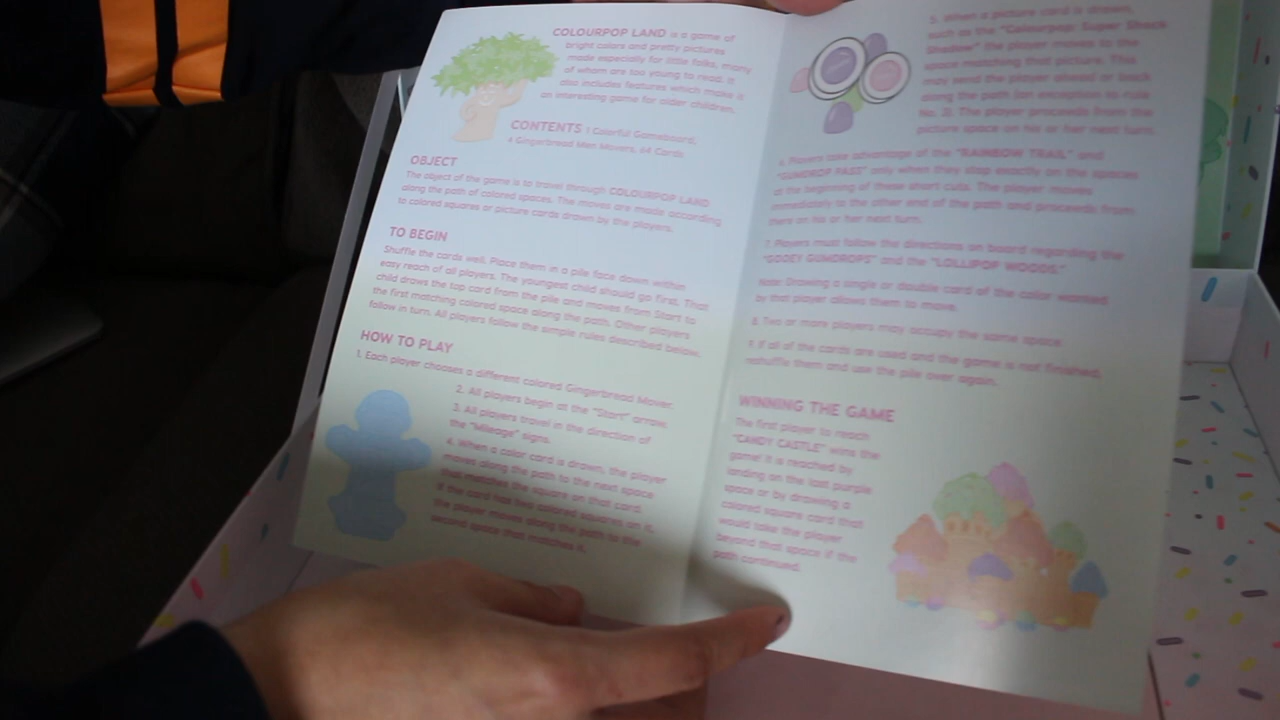 COLOURPOP LAND is a game of
bright colors and pretty pictures
made especially for little folks, many
of whom are too young to read. It
also includes features which make it
an interesting game for older children.
CONTENTS 1 Colorful Gameboard,
4 Gingerbread Men Movers, 64 Cards
OBJECT
The object of the game is to travel through COLOURPOP LAND
along the path of colored spaces. The moves are made according
to colored squares or picture cards drawn by the players.
TO BEGIN
Shuffle the cards well. Place them in a pile face down within
easy reach of all players. The youngest child should go first. That
child draws the top card from the pile and moves from Start to
the first matching colored space along the path. Other players
follow in turn. All players follow the simple rules described below.
HOW TO PLAY
1. Each player chooses a different colored Gingerbread Mover.
2. All players begin at the "Start" arrow.
3. All players travel in the direction of
the "Mileage" signs.
4. When a color card is drawn, the player
moves along the path to the next space
that matches the square on that card.
If the card has two colored squares on it,
the player moves along the path to the
second space that matches it.
5. When a picture card is drawn,
such as the "Colourpop Super Shock
Shadow" the player moves to the
space matching that picture. This
may send the player ahead or back
along the path (an exception to rule
No. 3). The player proceeds from the
picture space on his or her next turn.
6. Players take advantage of the "RAINBOW TRAIL" and
"GUMDROP PASS" only when they stop exactly on the spaces
at the beginning of these short cuts. The player moves
immediately to the other end of the path and proceeds from
there on his or her next turn.
7. Players must follow the directions on board regarding the
"GOOEY GUMDROPS" and the "LOLLIPOP WOODS."
Note: Drawing a single or double card of the color wanted
by that player allows them to move.
8. Two or more players may occupy the same space.
9. If all of the cards are used and the game is not finished,
reshuffle them and use the pile over again.
WINNING THE GAME
The first player to reach
"CANDY CASTLE" wins the
game! It is reached by
landing on the last purple
space or by drawing a
colored square card that
would take the player
beyond that space if the
path continued.